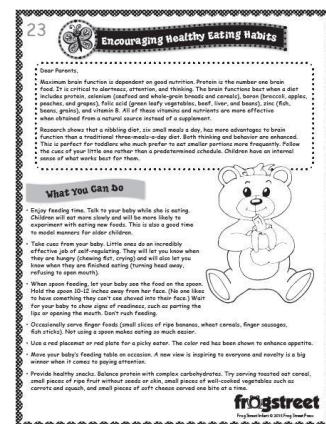 23
Encouraging Healthy Eating Habits
Dear Parents,
Maximum brain function is dependent on good nutrition. Protein is the number one brain
food. It is critical to alertness, attention, and thinking. The brain functions best when a diet
includes protein, selenium (seafood and whole-grain breads and cereals), boron (broccoli, apples,
peaches, and grapes), folic acid (green leafy vegetables, beef, liver, and beans), zinc (fish,
beans, grains), and vitamin B. All of these vitamins and nutrients are more effective
when obtained from a natural source instead of a supplement.
Research shows that a nibbling diet, six small meals a day, has more advantages to brain
function than a traditional three-meals-a-day diet. Both thinking and behavior are enhanced.
This is perfect for toddlers who much prefer to eat smaller portions more frequently. Follow
the cues of your little one rather than a predetermined schedule. Children have an internal
sense of what works best for them.
What You Can Do
• Enjoy feeding time. Talk to your baby while she is eating.
Children will eat more slowly and will be more likely to
experiment with eating new foods. This is also a good time
to model manners for older children.
• Take cues from your baby. Little ones do an incredibly
effective job of self-regulating. They will let you know when
they are hungry (chewing fist, crying) and will also let you
know when they are finished eating (turning head away,
refusing to open mouth).
• When spoon feeding, let your baby see the food on the spoon.
Hold the spoon 10-12 inches away from her face. (No one likes
to have something they can't see shoved into their face.) Wait
for your baby to show signs of readiness, such as parting the
lips or opening the mouth. Don't rush feeding.
• Occasionally serve finger foods (small slices of ripe bananas, wheat cereals, finger sausages,
fish sticks). Not using a spoon makes eating so much easier.
• Use a red placemat or red plate for a picky eater. The color red has been shown to enhance appetite.
• Move your baby's feeding table on occasion. A new view is inspiring to everyone and novelty is a big
winner when it comes to paying attention.
• Provide healthy snacks. Balance protein with complex carbohydrates. Try serving toasted oat cereal,
small pieces of ripe fruit without seeds or skin, small pieces of well-cooked vegetables such as
carrots and squash, and small pieces of soft cheese served one bite at a time.
frogstreet
Frog Street Infant © 2013 Frog Street Press